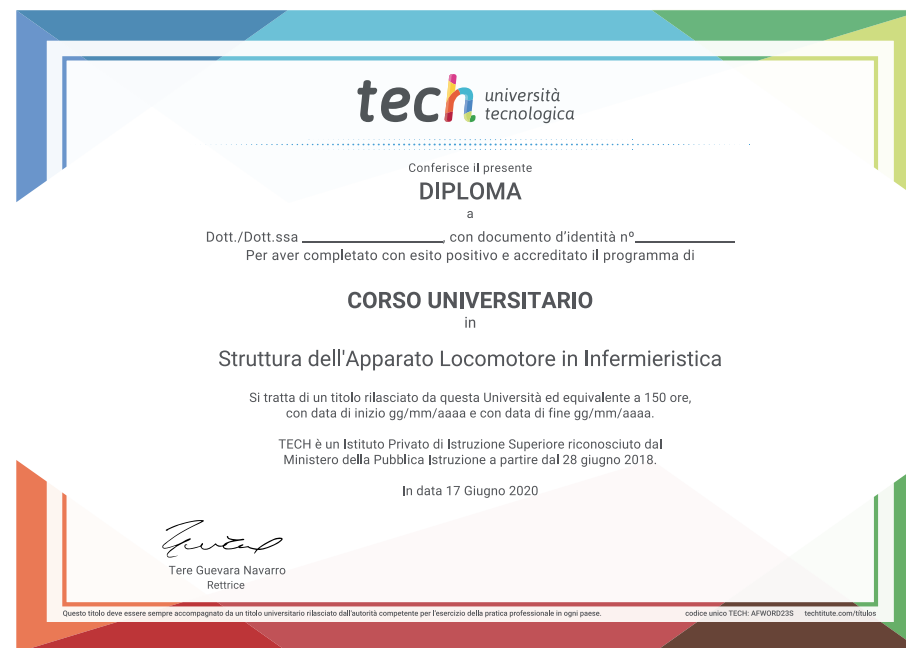 tech università
tecnologica
Conferisce il presente
DIPLOMA
a
Dott./Dott.ssa ____________________, con documento d'identità nº______________
Per aver completato con esito positivo e accreditato il programma di
CORSO UNIVERSITARIO
in
Struttura dell'Apparato Locomotore in Infermieristica
Si tratta di un titolo rilasciato da questa Università ed equivalente a 150 ore,
con data di inizio gg/mm/aaaa e con data di fine gg/mm/aaaa.
TECH è un Istituto Privato di Istruzione Superiore riconosciuto dal
Ministero della Pubblica Istruzione a partire dal 28 giugno 2018.
In data 17 Giugno 2020
Tere Guevara Navarro
Rettrice
Questo titolo deve essere sempre accompagnato da un titolo universitario rilasciato dall'autorità competente per l'esercizio della pratica professionale in ogni paese.
codice unico TECH: AFWORD23S techtitute.com/títulos